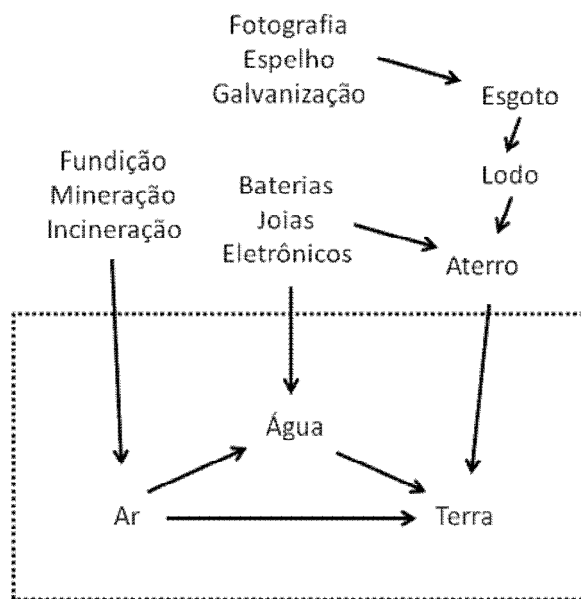 Fotografia
Espelho
Galvanização
Esgoto
Lodo
Aterro
Fundição
Mineração
Incineração
Baterias
Joias
Eletrônicos
Água
Ar
Terra